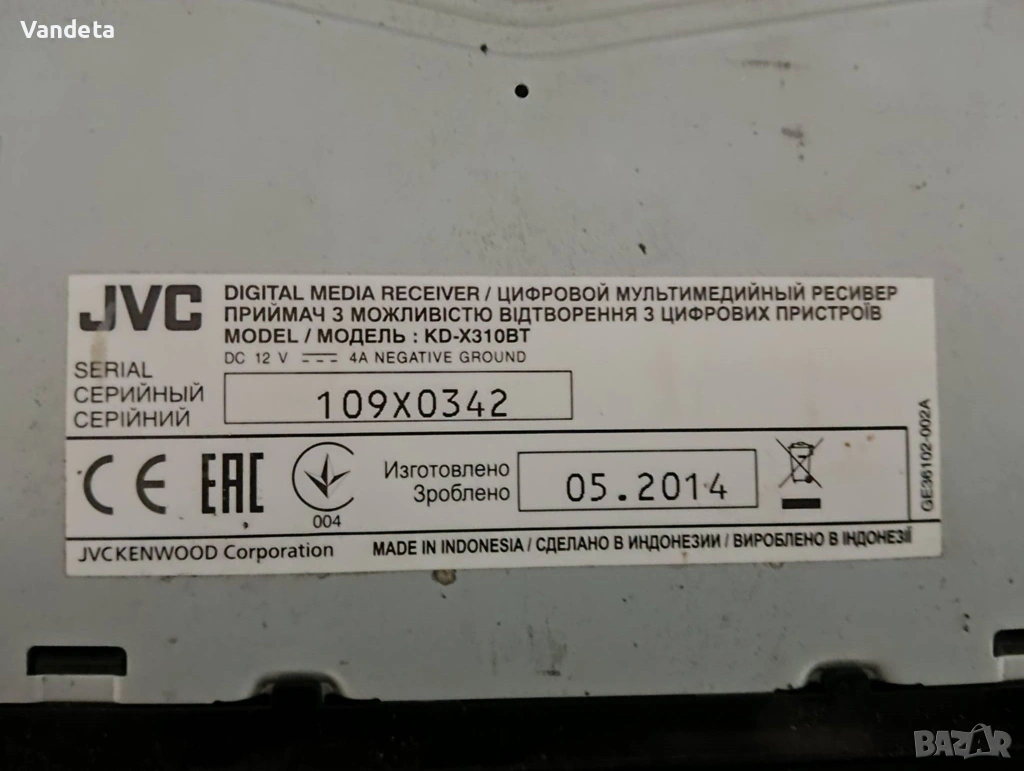 Vandeta
JVC
DIGITAL MEDIA RECEIVER / ЦИФРОВОЙ МУЛЬТИМЕДИЙНЫЙ РЕСИВЕР
ПРИЙМАЧ З МОЖЛИВІСТЮ ВІДТВОРЕННЯ З ЦИФРОВИХ ПРИСТРОЇВ
MODEL / МОДЕЛЬ : KD-X310BT
DC 12 V ⎓ 4A NEGATIVE GROUND
SERIAL
СЕРИЙНЫЙ
СЕРІЙНИЙ
109X0342
CE EAC
004
Изготовлено
Зроблено
05.2014
GE36102-002A
JVCKENWOOD Corporation
MADE IN INDONESIA / СДЕЛАНО В ИНДОНЕЗИИ / ВИРОБЛЕНО В ІНДОНЕЗІЇ
BAZAR